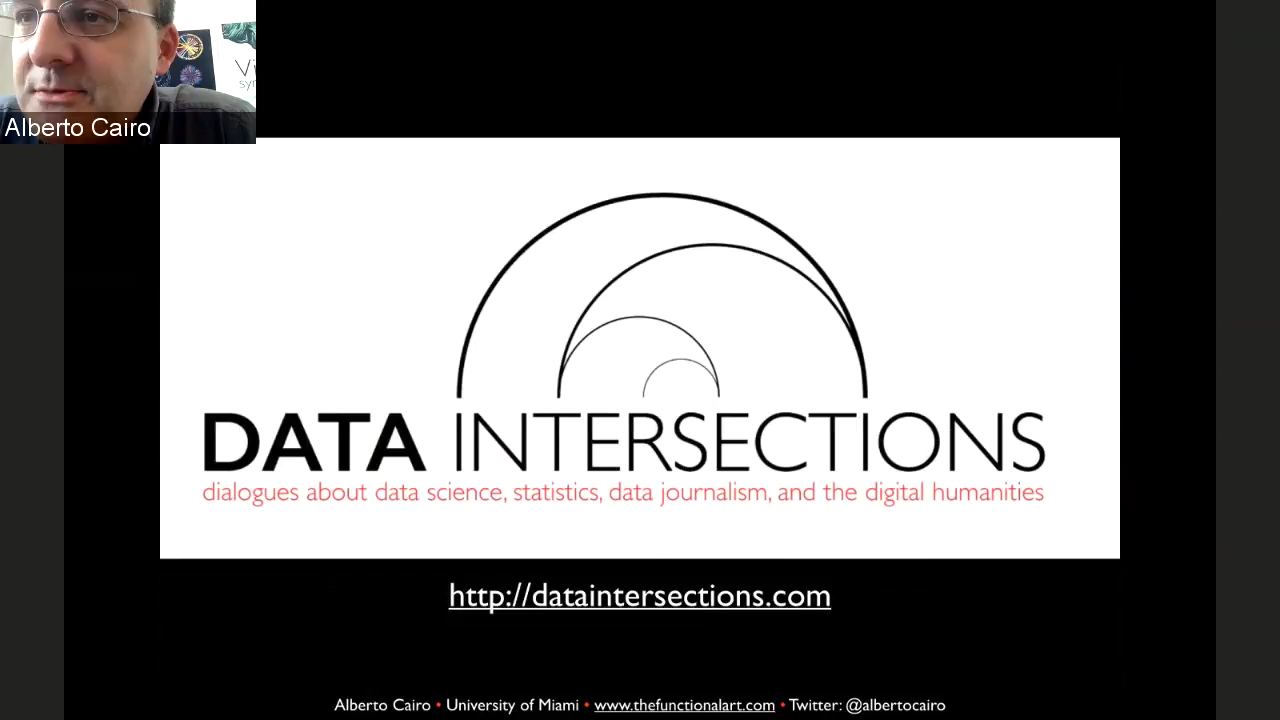 Alberto Cairo
DATA INTERSECTIONS
dialogues about data science, statistics, data journalism, and the digital humanities
http://dataintersections.com
Alberto Cairo • University of Miami • www.thefunctionalart.com • Twitter: @albertocairo